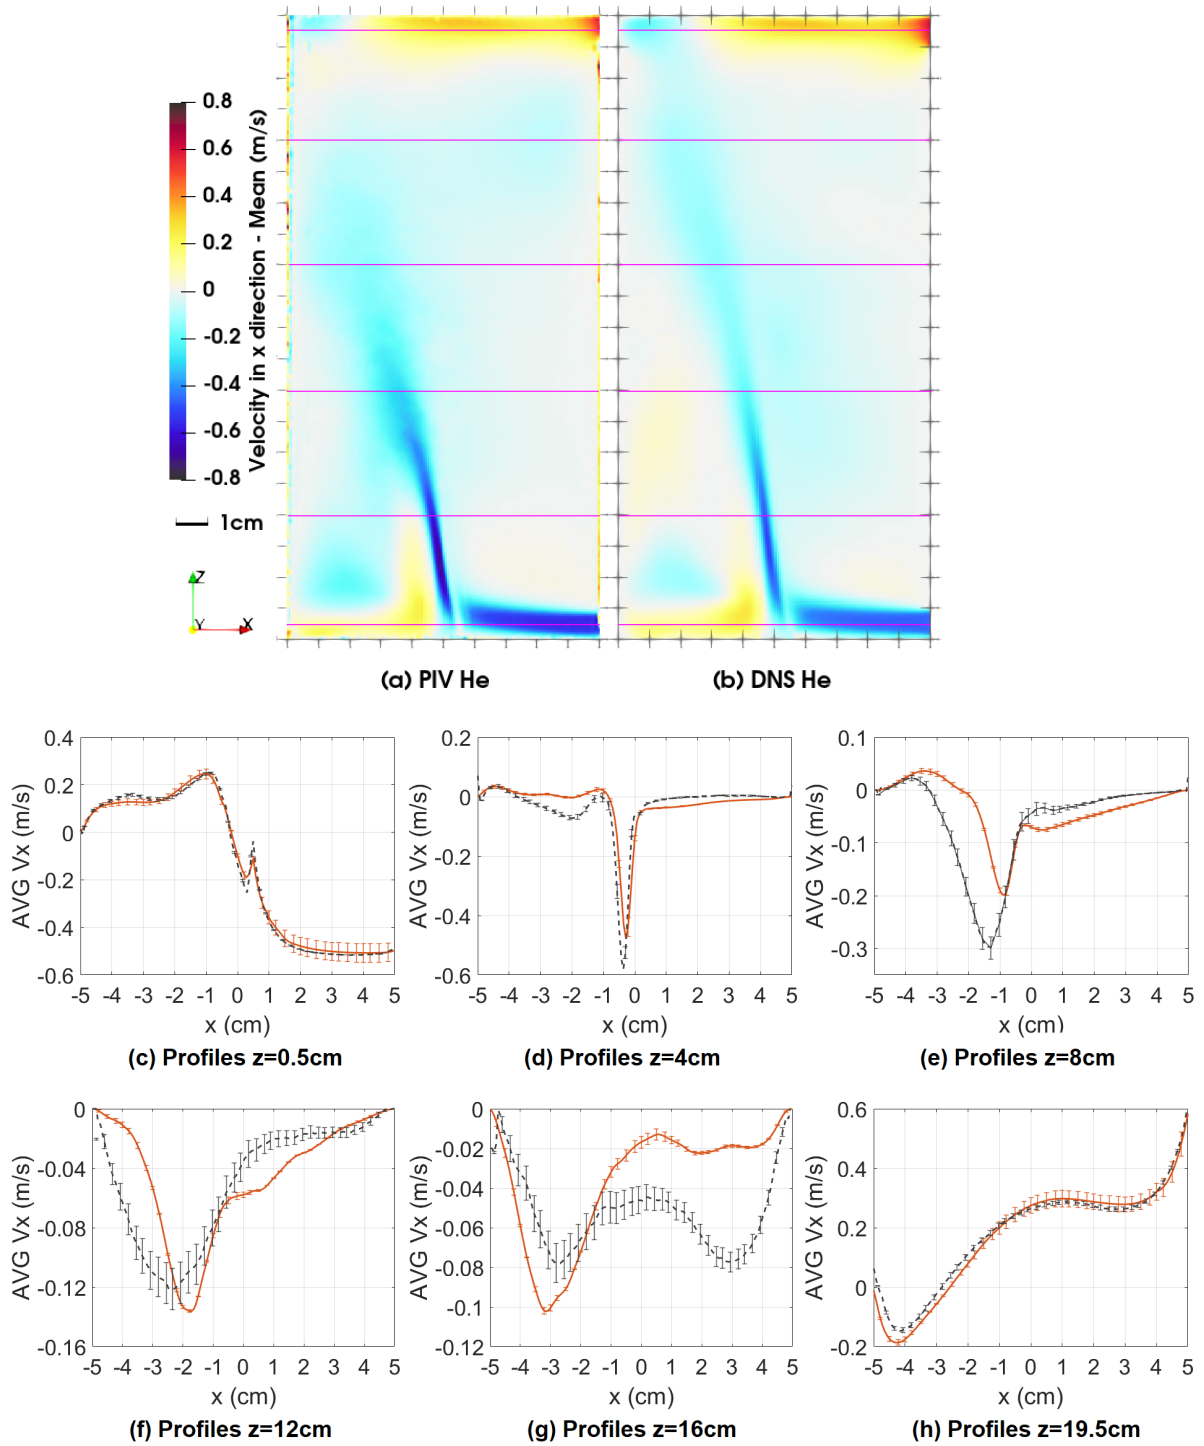 0.8
0.6
0.4
0.2
0
-0.2
-0.4
-0.6
-0.8
Velocity in x direction - Mean (m/s)
1cm
Z
Y
X
(a) PIV He
(b) DNS He
0.4
0.2
0
-0.2
-0.4
-0.6
AVG Vx (m/s)
-5 -4 -3 -2 -1 0 1 2 3 4 5
x (cm)
(c) Profiles z=0.5cm
0.2
0
-0.2
-0.4
-0.6
AVG Vx (m/s)
-5 -4 -3 -2 -1 0 1 2 3 4 5
x (cm)
(d) Profiles z=4cm
0.1
0
-0.1
-0.2
-0.3
AVG Vx (m/s)
-5 -4 -3 -2 -1 0 1 2 3 4 5
x (cm)
(e) Profiles z=8cm
0
-0.04
-0.08
-0.12
-0.16
AVG Vx (m/s)
-5 -4 -3 -2 -1 0 1 2 3 4 5
x (cm)
(f) Profiles z=12cm
0
-0.02
-0.04
-0.06
-0.08
-0.1
-0.12
AVG Vx (m/s)
-5 -4 -3 -2 -1 0 1 2 3 4 5
x (cm)
(g) Profiles z=16cm
0.6
0.4
0.2
0
-0.2
AVG Vx (m/s)
-5 -4 -3 -2 -1 0 1 2 3 4 5
x (cm)
(h) Profiles z=19.5cm